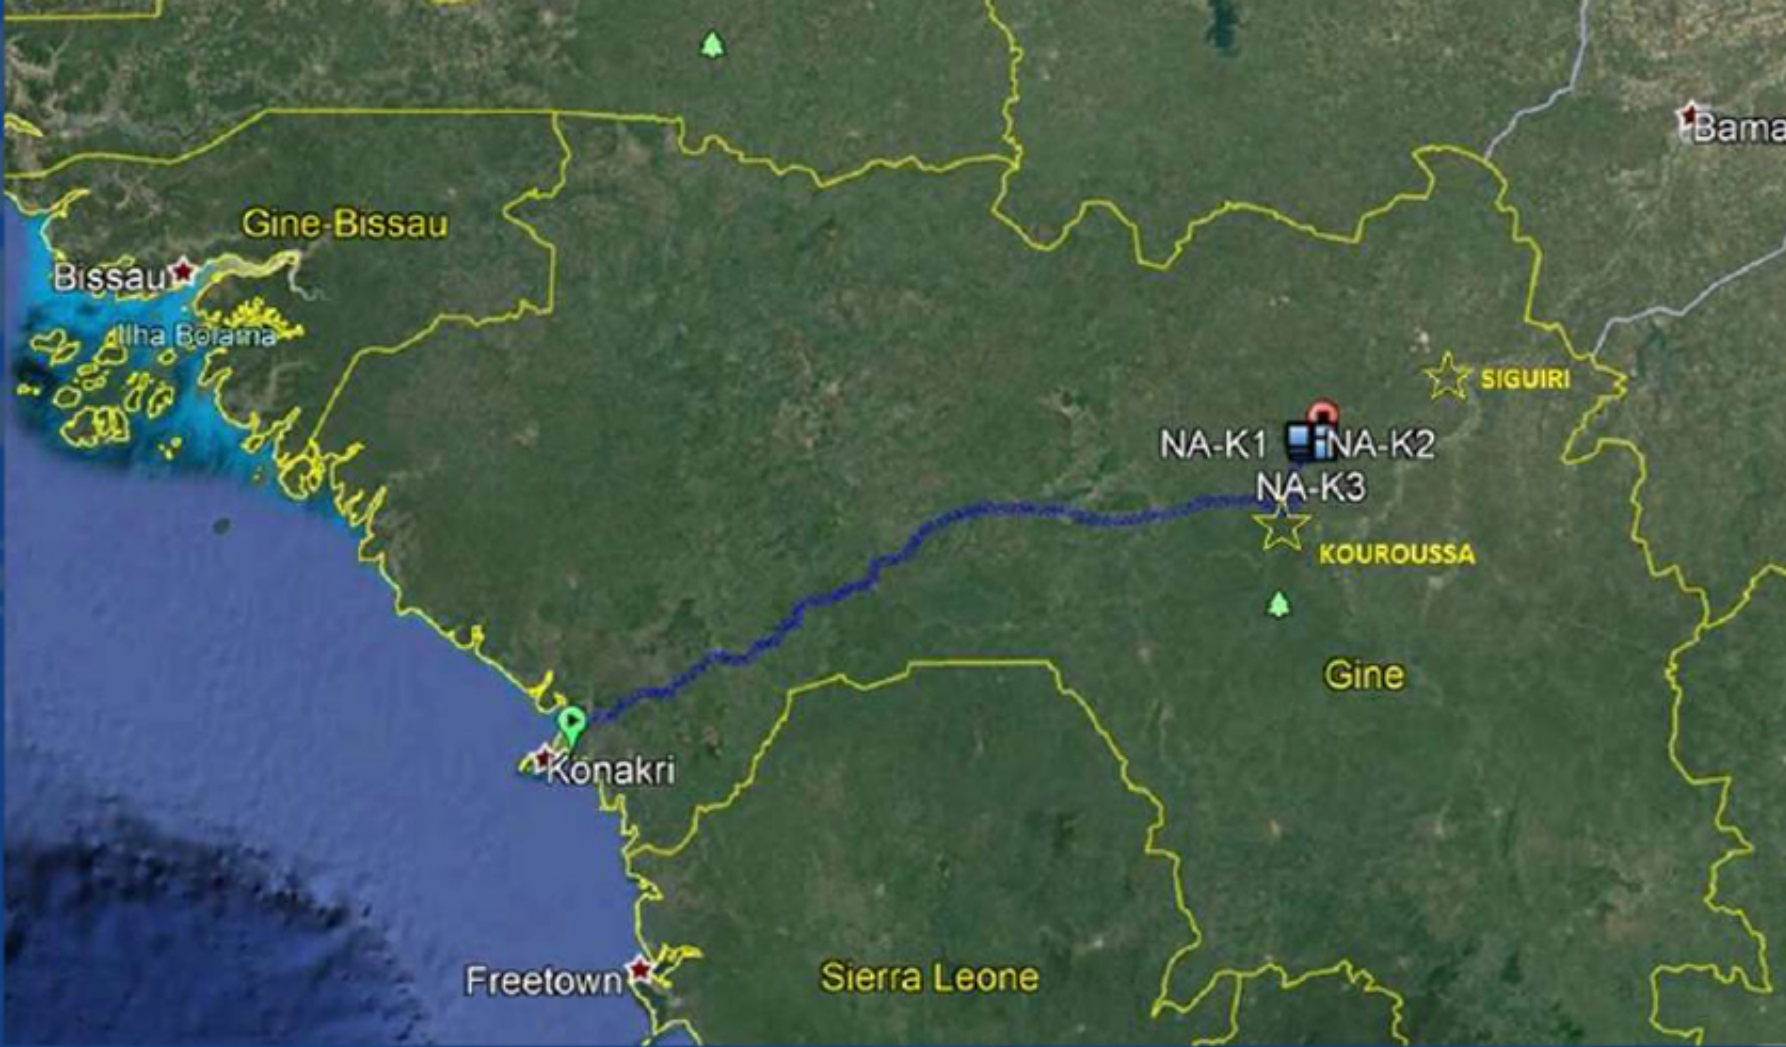 Bama
Gine-Bissau
Bissau
Ilha Bolama
SIGUIRI
NA-K1
NA-K2
NA-K3
KOUROUSSA
Gine
Konakri
Freetown
Sierra Leone